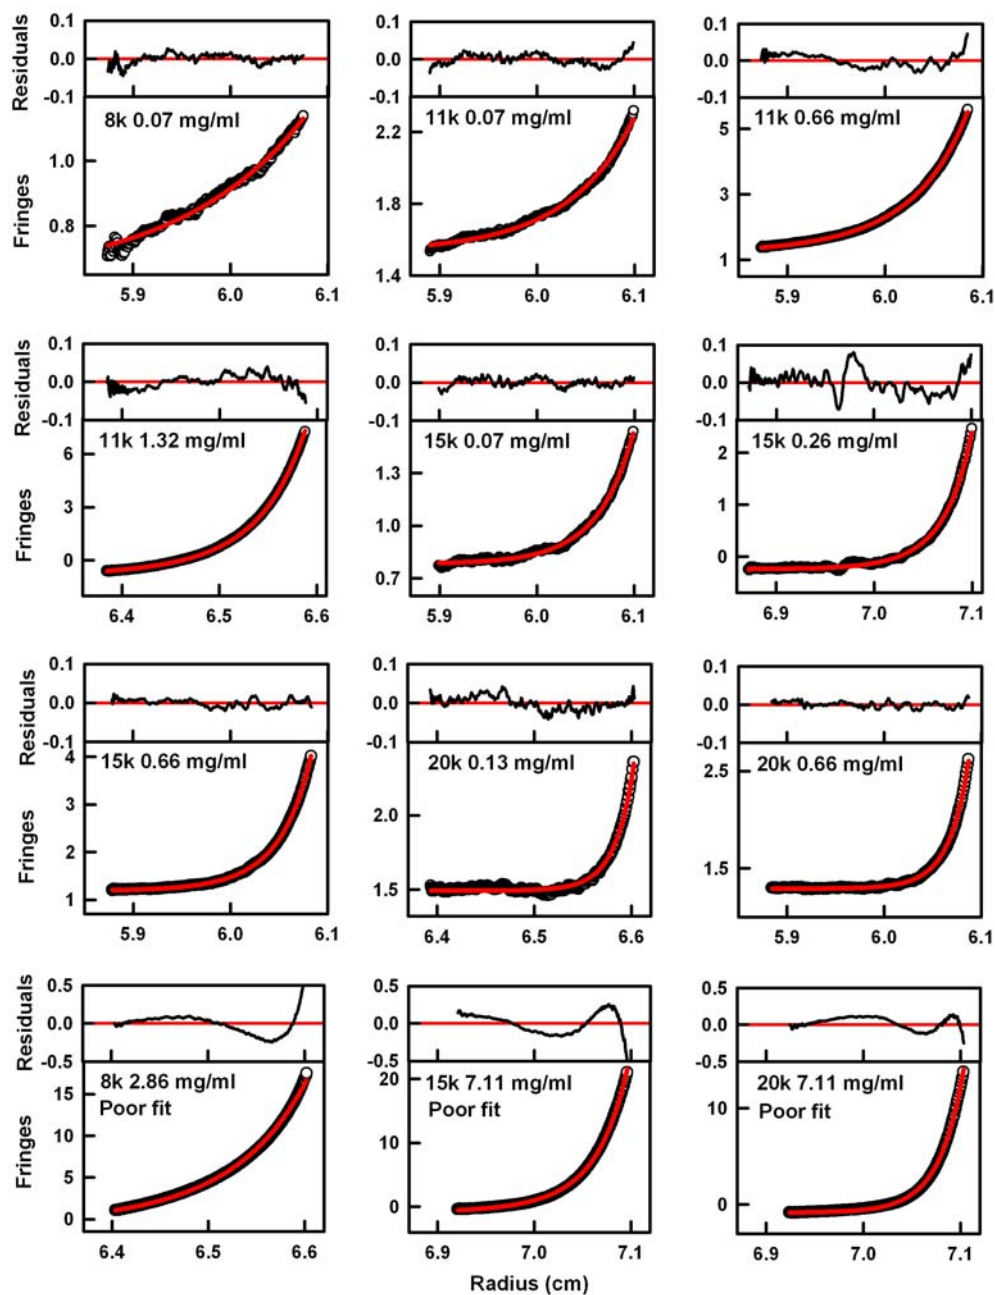 Residuals 0.1 0.0 -0.1 0.1 0.0 -0.1 0.1 0.0 -0.1
8k 0.07 mg/ml 11k 0.07 mg/ml 11k 0.66 mg/ml
Fringes 1.0 0.8 2.2 1.8 1.4 5 3 1
5.9 6.0 6.1 5.9 6.0 6.1 5.9 6.0 6.1
Residuals 0.1 0.0 -0.1 0.1 0.0 -0.1 0.1 0.0 -0.1
11k 1.32 mg/ml 15k 0.07 mg/ml 15k 0.26 mg/ml
Fringes 6 3 0 1.3 1.0 0.7 2 1 0
6.4 6.5 6.6 5.9 6.0 6.1 6.9 7.0 7.1
Residuals 0.1 0.0 -0.1 0.1 0.0 -0.1 0.1 0.0 -0.1
15k 0.66 mg/ml 20k 0.13 mg/ml 20k 0.66 mg/ml
Fringes 4 3 2 1 2.0 1.5 2.5 1.5
5.9 6.0 6.1 6.4 6.5 6.6 5.9 6.0 6.1
Residuals 0.5 0.0 -0.5 0.5 0.0 -0.5 0.5 0.0 -0.5
8k 2.86 mg/ml 15k 7.11 mg/ml 20k 7.11 mg/ml
Poor fit Poor fit Poor fit
Fringes 15 10 5 0 20 10 0 10 0
6.4 6.5 6.6 6.9 7.0 7.1 6.9 7.0 7.1
Radius (cm)